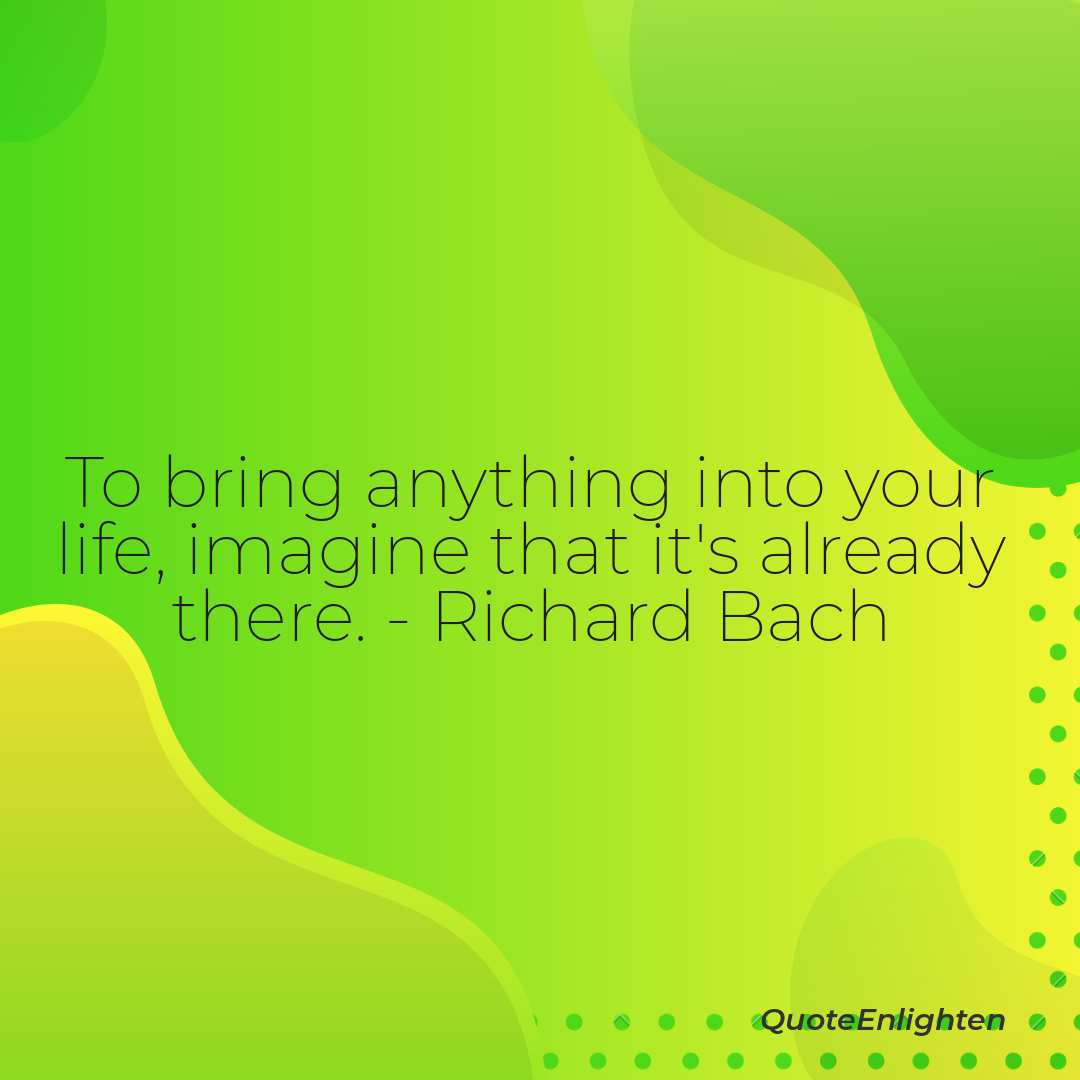 To bring anything into your
life, imagine that it's already
there. - Richard Bach
QuoteEnlighten